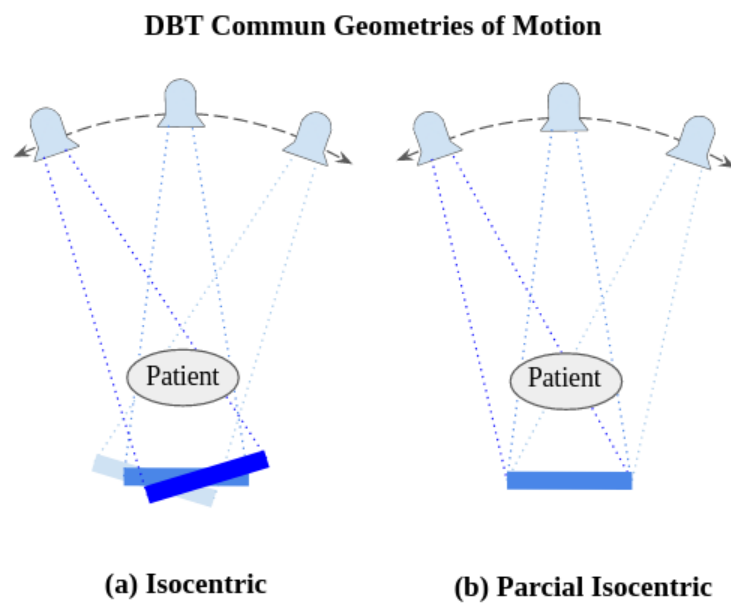 DBT Commun Geometries of Motion
Patient
Patient
(a) Isocentric
(b) Parcial Isocentric